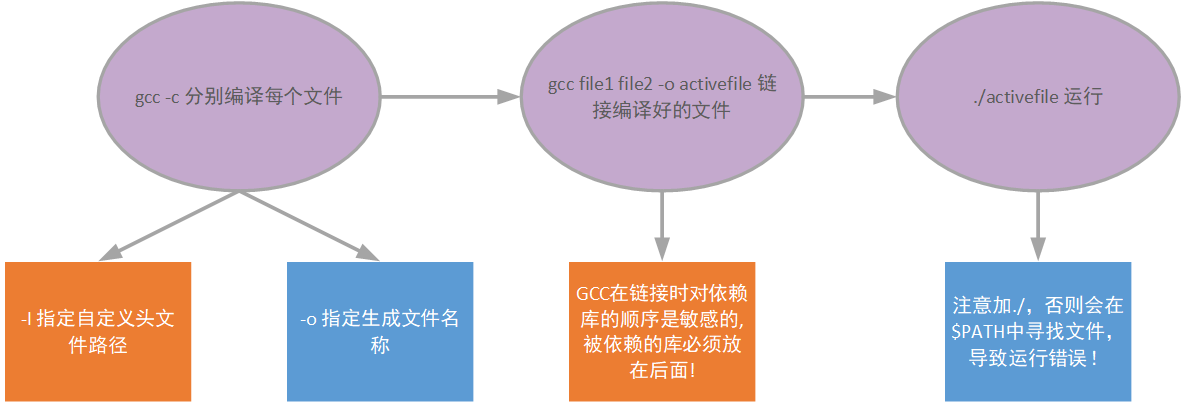 gcc -c 分别编译每个文件
gcc file1 file2 -o activefile 链
接编译好的文件
./activefile 运行
-I 指定自定义头文
件路径
-o 指定生成文件名
称
GCC在链接时对依赖
库的顺序是敏感的,
被依赖的库必须放
在后面!
注意加./，否则会在
$PATH中寻找文件，
导致运行错误！